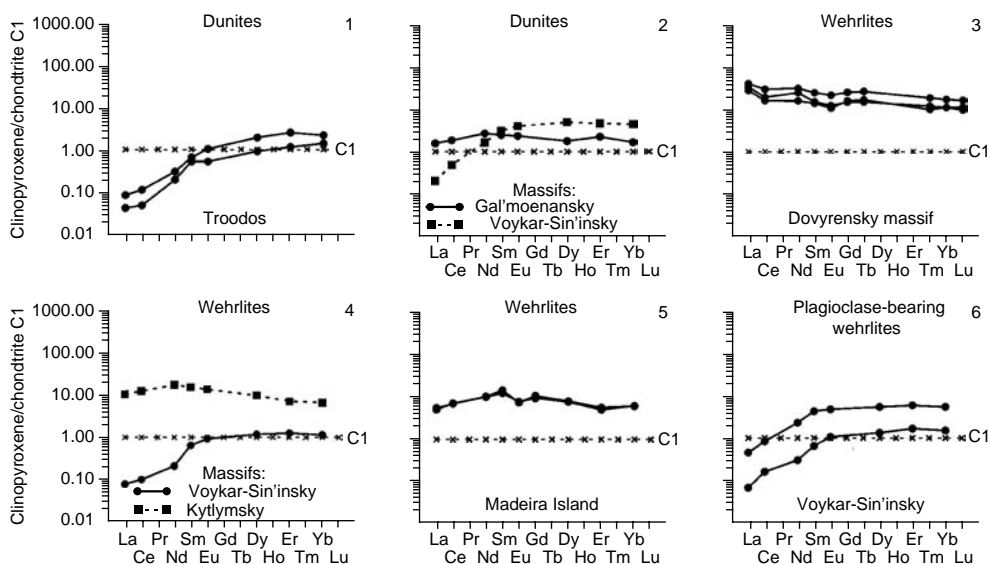 Clinopyroxene/chondtrite C1
1000.00
100.00
10.00
1.00
0.10
0.01
Dunites
1
C1
Troodos
Dunites
2
C1
Massifs:
Gal'moenansky
Voykar-Sin'insky
La Pr Sm Gd Dy Er Yb
Ce Nd Eu Tb Ho Tm Lu
Wehrlites
3
C1
Dovyrensky massif
La Pr Sm Gd Dy Er Yb
Ce Nd Eu Tb Ho Tm Lu
Clinopyroxene/chondtrite C1
1000.00
100.00
10.00
1.00
0.10
0.01
Wehrlites
4
C1
Massifs:
Voykar-Sin'insky
Kytlymsky
La Pr Sm Gd Dy Er Yb
Ce Nd Eu Tb Ho Tm Lu
Wehrlites
5
C1
Madeira Island
La Pr Sm Gd Dy Er Yb
Ce Nd Eu Tb Ho Tm Lu
Plagioclase-bearing
wehrlites
6
C1
Voykar-Sin'insky
La Pr Sm Gd Dy Er Yb
Ce Nd Eu Tb Ho Tm Lu